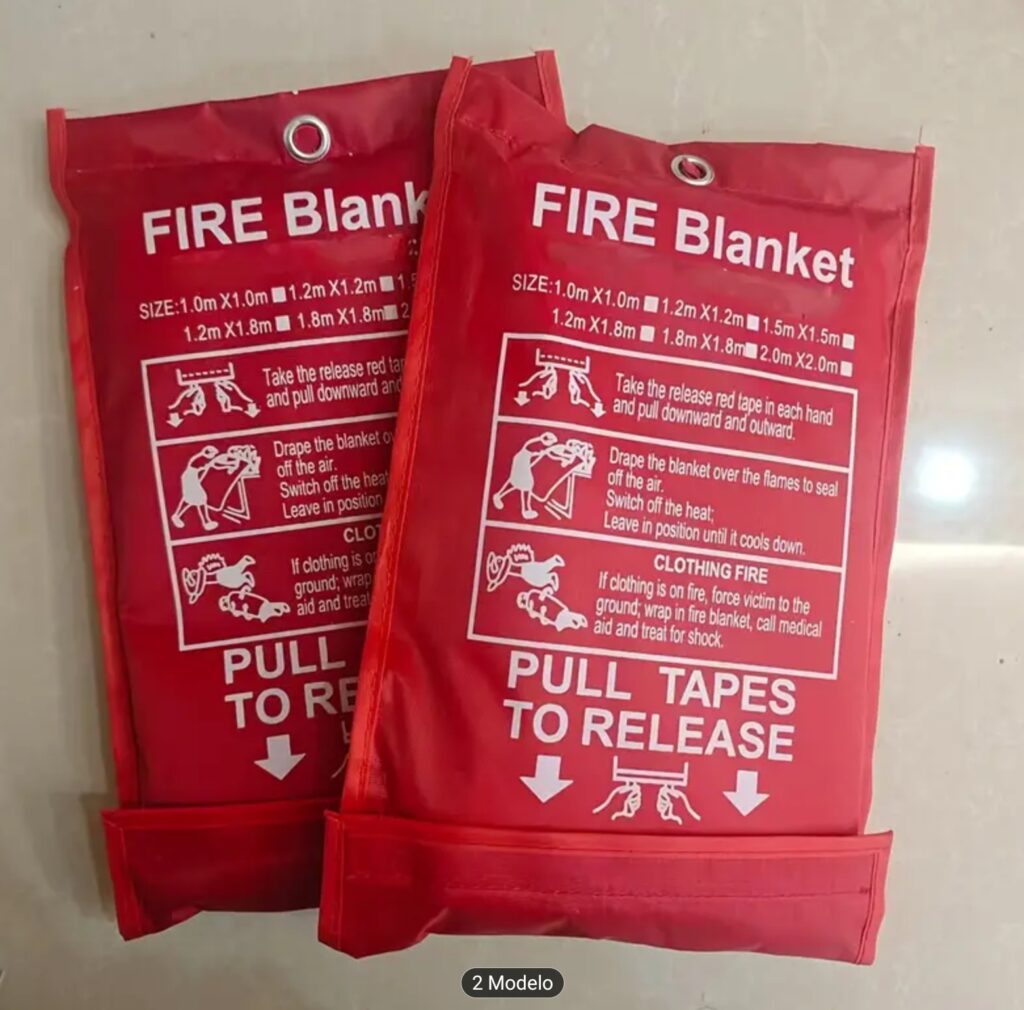 FIRE Blank
SIZE:1.0m X1.0m 1.2m X1.2m 1.5
1.2m X1.8m 1.8m X1.8m 2
Take the release red tap
and pull downward and
Drape the blanket ov
off the air.
Switch off the heat
Leave in position
CLO
If clothing is o
ground; wrap
aid and treat
PULL
TO RE
FIRE Blanket
SIZE:1.0m X1.0m 1.2m X1.2m 1.5m X1.5m
1.2m X1.8m 1.8m X1.8m 2.0m X2.0m
Take the release red tape in each hand
and pull downward and outward.
Drape the blanket over the flames to seal
off the air.
Switch off the heat;
Leave in position until it cools down.
CLOTHING FIRE
If clothing is on fire, force victim to the
ground; wrap in fire blanket, call medical
aid and treat for shock.
PULL TAPES
TO RELEASE
2 Modelo